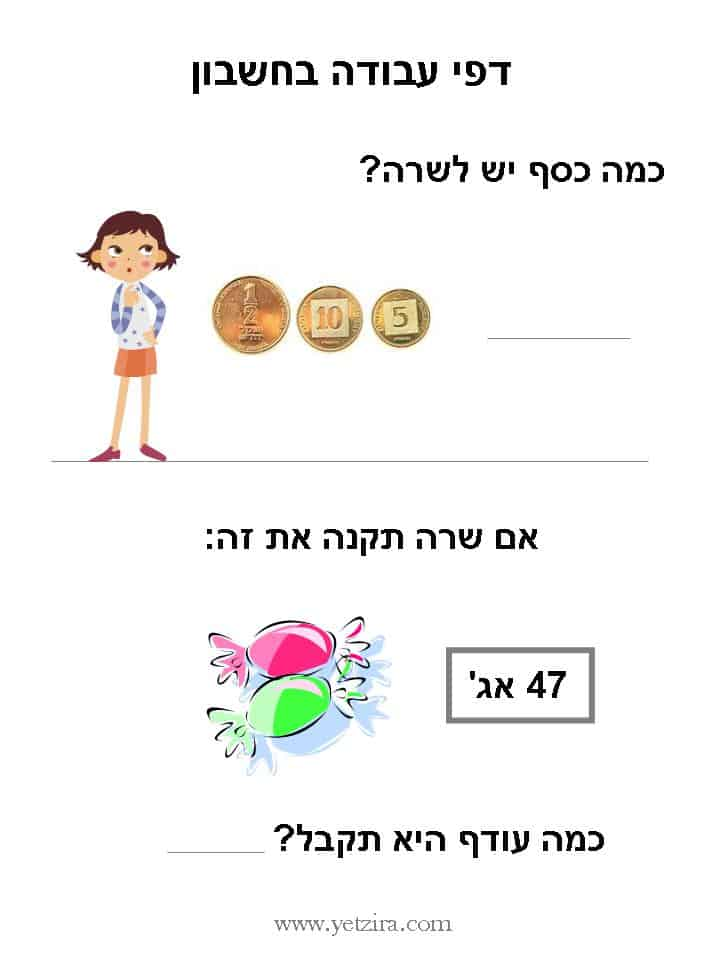 דפי עבודה בחשבון
כמה כסף יש לשרה?
1/2
10
5
אם שרה תקנה את זה:
47 אג'
כמה עודף היא תקבל?
www.yetzira.com